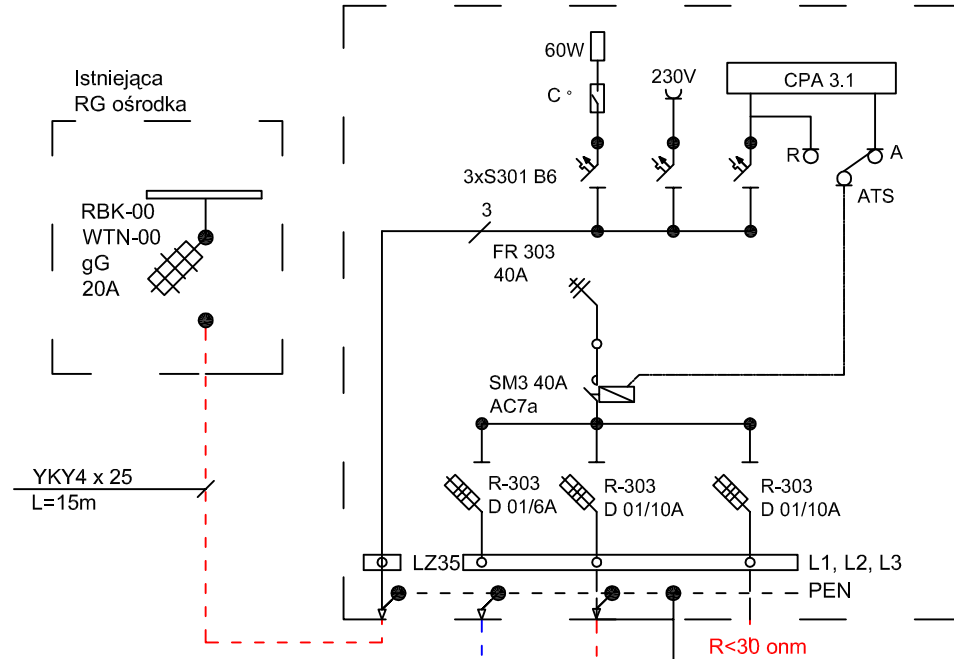 Istniejąca
RG ośrodka
RBK-00
WTN-00
gG
20A
YKY4 x 25
L=15m
60W
C °
230V
CPA 3.1
R
A
ATS
3xS301 B6
3
FR 303
40A
SM3 40A
AC7a
R-303
D 01/6A
R-303
D 01/10A
R-303
D 01/10A
LZ35
L1, L2, L3
PEN
R<30 onm